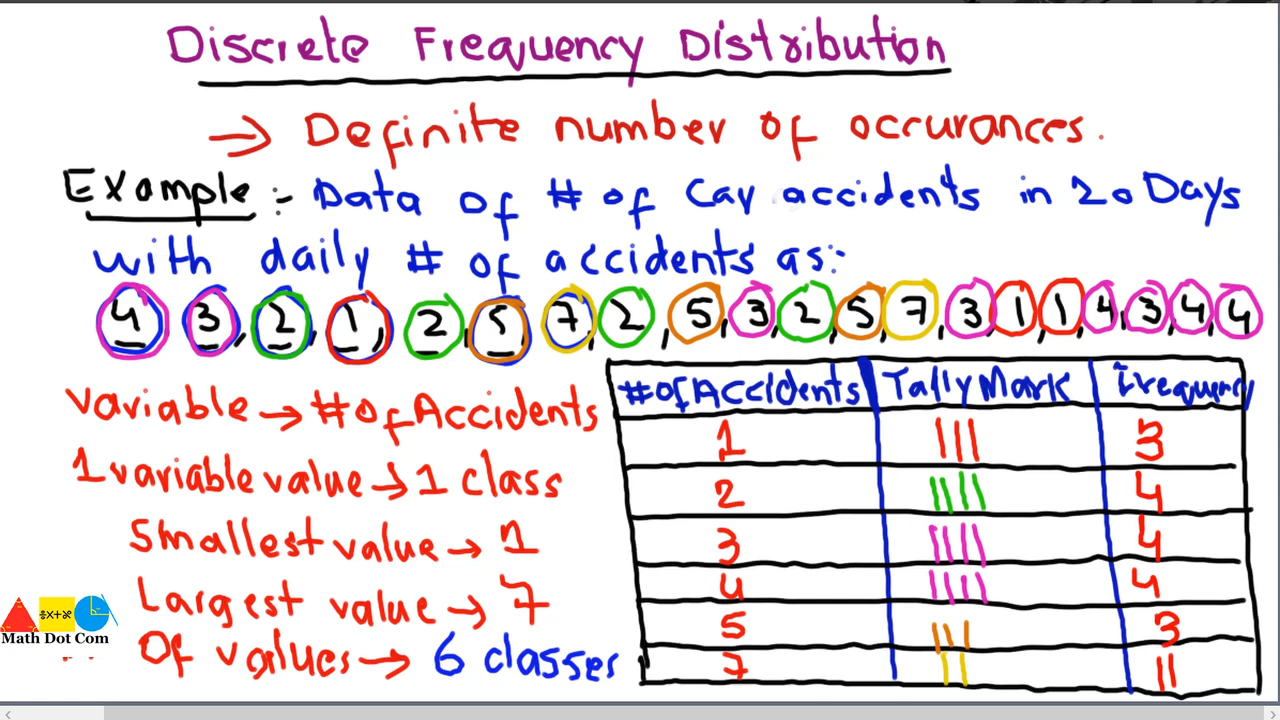 Discrete Frequency Distribution
→ Definite number of occurances.
Example :- Data of # of Car accidents in 20 Days
with daily # of accidents as:
4 3, 2, 1, 2, 5, 7, 2, 5, 3, 2, 5, 7, 3, 1, 1, 4, 3, 4, 4
variable → # of Accidents
1 variable value → 1 class
Smallest value → 1
Largest value → 7
Of values → 6 classes
# of Accidents Tally Mark Frequency
1 ||| 3
2 |||| 4
3 |||| 4
4 |||| 4
5 ||| 3
7 || ||
Math Dot Com